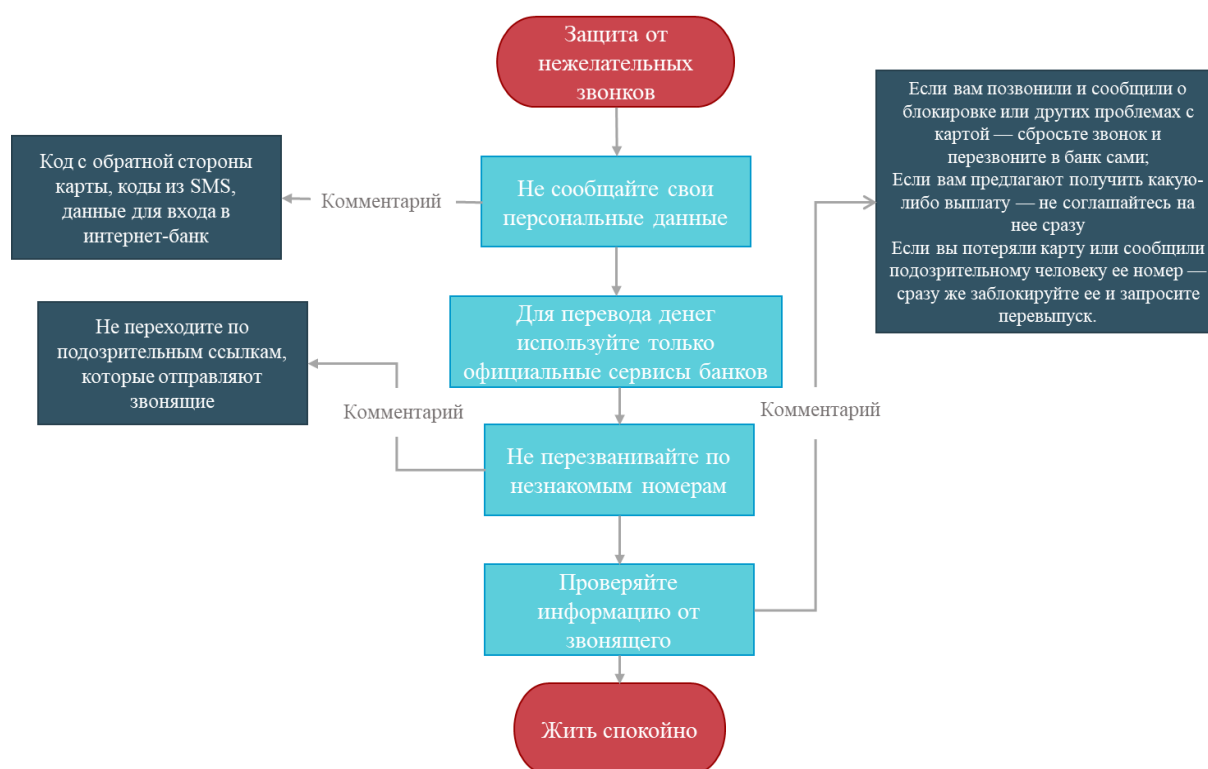 Защита от
нежелательных
звонков
Код с обратной стороны
карты, коды из SMS,
данные для входа в
интернет-банк
Комментарий
Не сообщайте свои
персональные данные
Если вам позвонили и сообщили о
блокировке или других проблемах с
картой — сбросьте звонок и
перезвоните в банк сами;
Если вам предлагают получить какую-
либо выплату — не соглашайтесь на
нее сразу
Если вы потеряли карту или сообщили
подозрительному человеку ее номер —
сразу же заблокируйте ее и запросите
перевыпуск.
Для перевода денег
используйте только
официальные сервисы банков
Не переходите по
подозрительным ссылкам,
которые отправляют
звонящие
Комментарий
Комментарий
Не перезванивайте по
незнакомым номерам
Проверяйте
информацию от
звонящего
Жить спокойно